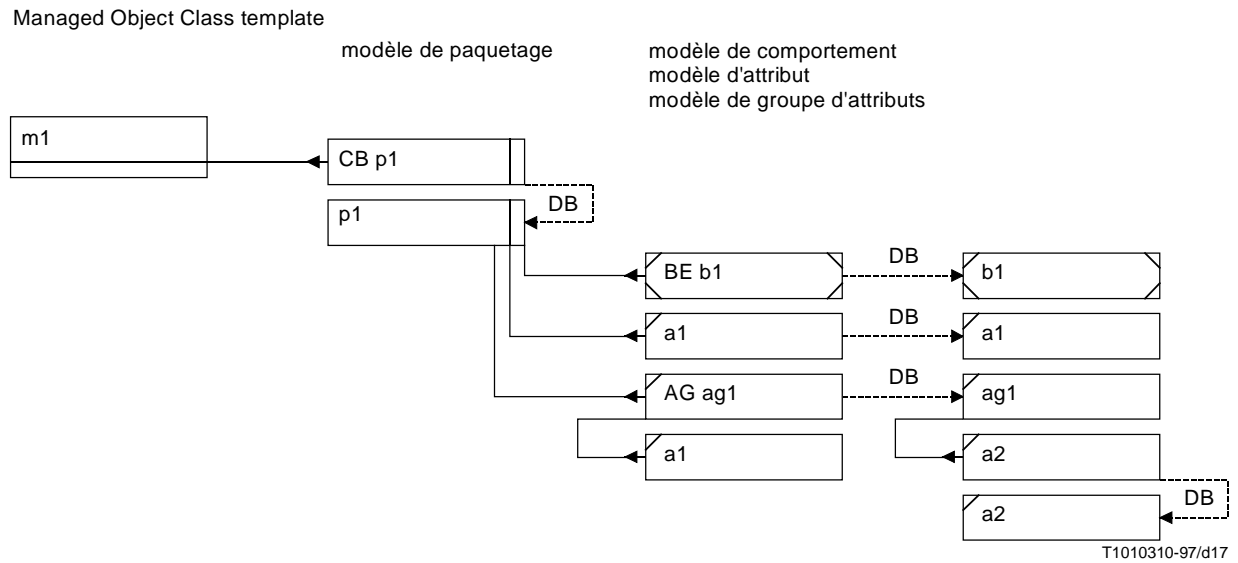 Managed Object Class template
modèle de paquetage
modèle de comportement
modèle d'attribut
modèle de groupe d'attributs
m1
CB p1
DB
p1
BE b1
DB
b1
a1
DB
a1
AG ag1
DB
ag1
a1
a2
DB
a2
T1010310-97/d17